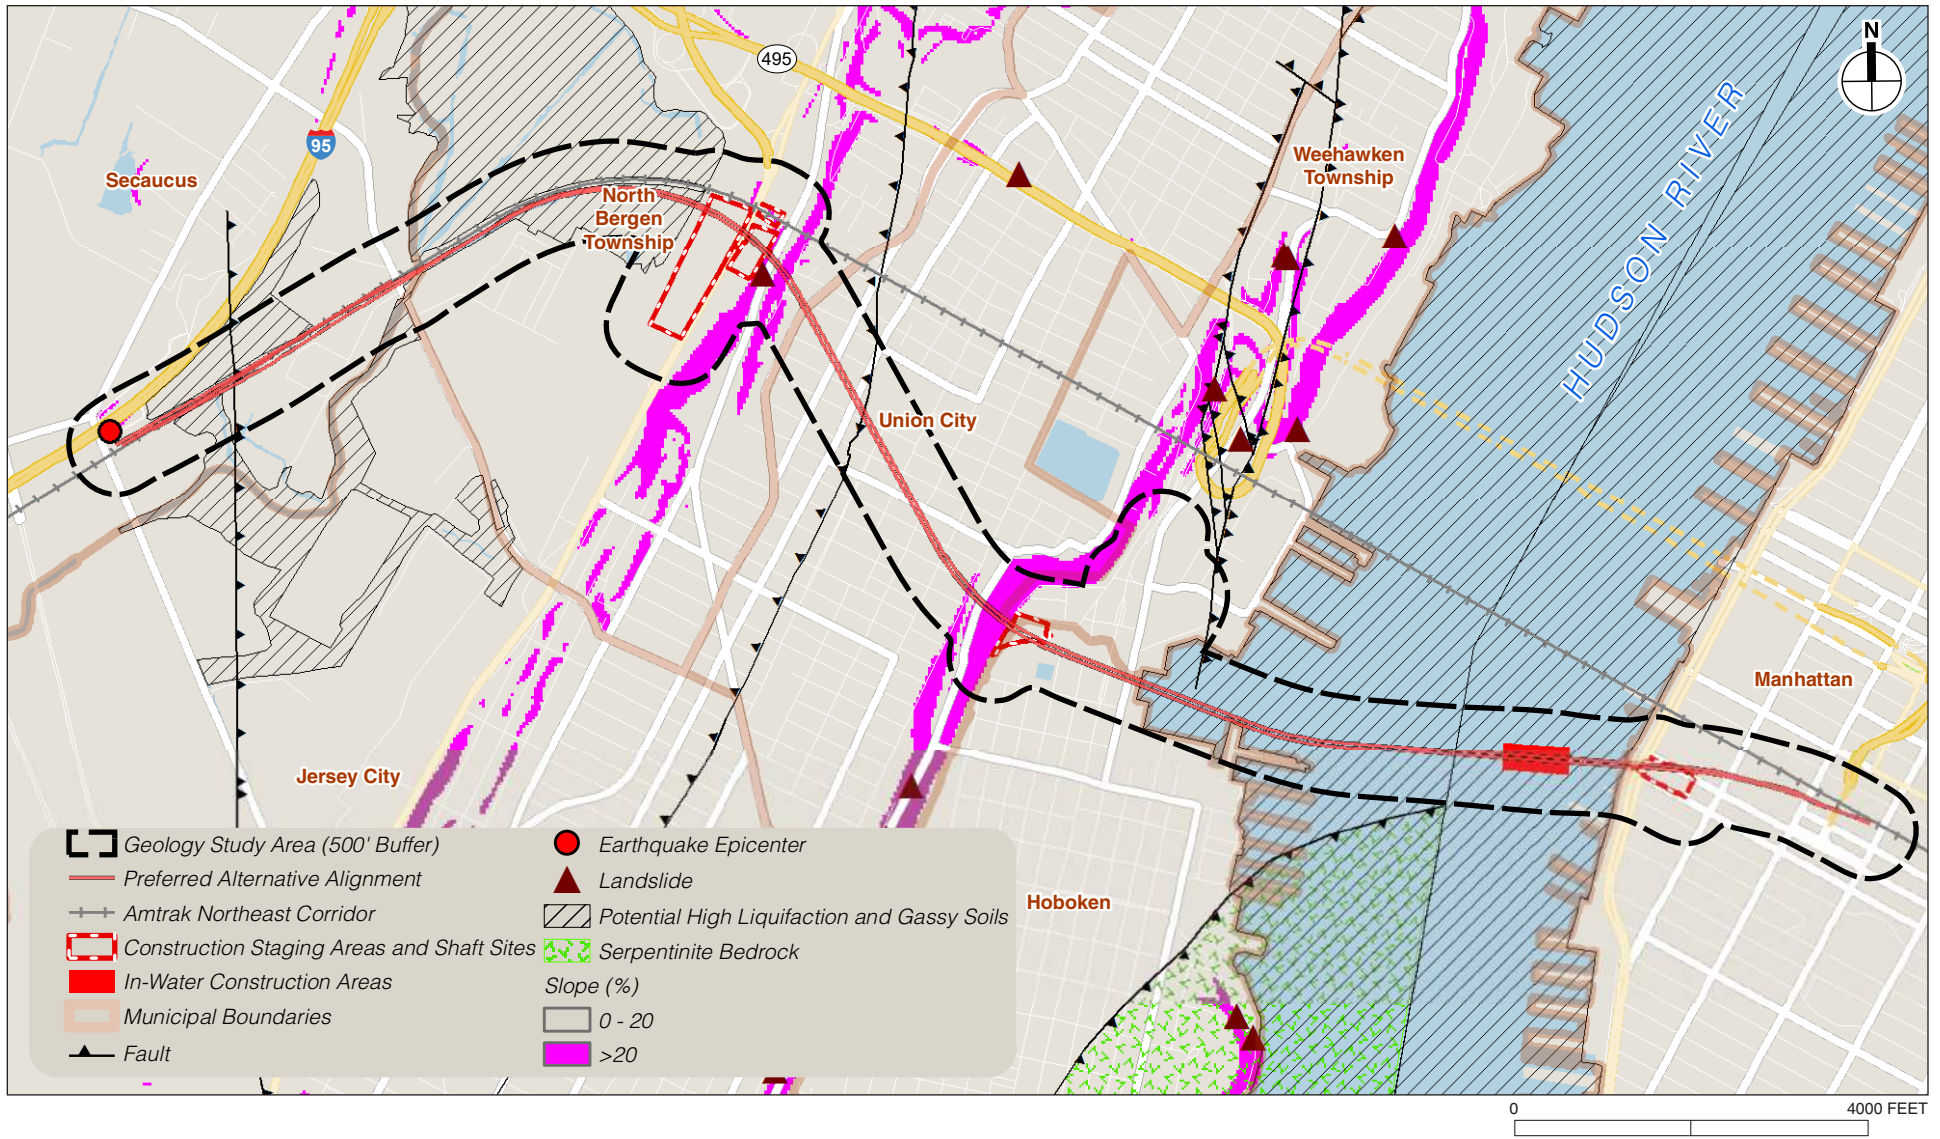 495
N
95
Secaucus
Weehawken
Township
North
Bergen
Township
HUDSON RIVER
Union City
Manhattan
Jersey City
Hoboken
Geology Study Area (500' Buffer)
Preferred Alternative Alignment
Amtrak Northeast Corridor
Construction Staging Areas and Shaft Sites
In-Water Construction Areas
Municipal Boundaries
Fault
Earthquake Epicenter
Landslide
Potential High Liquifaction and Gassy Soils
Serpentinite Bedrock
Slope (%)
0 - 20
>20
0
4000 FEET